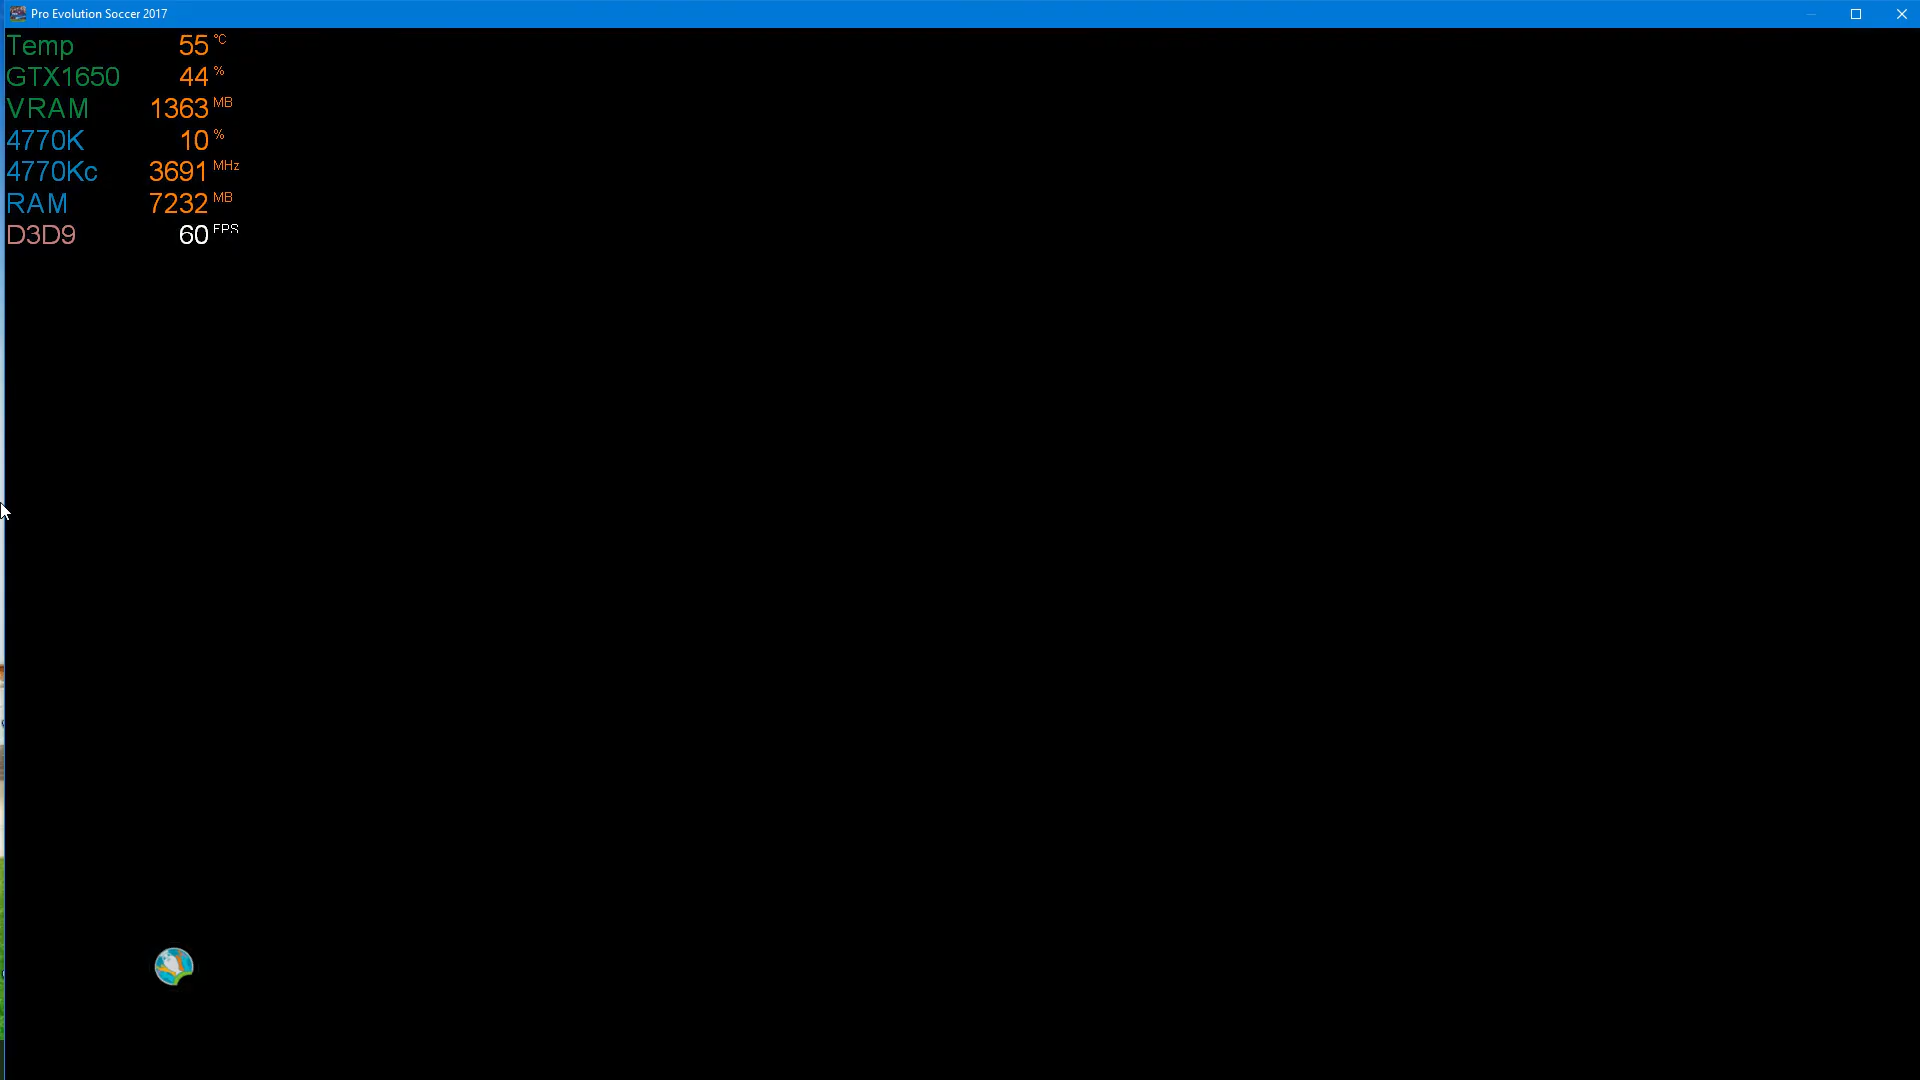 Pro Evolution Soccer 2017
Temp 55 °C
GTX1650 44 %
VRAM 1363 MB
4770K 10 %
4770Kc 3691 MHz
RAM 7232 MB
D3D9 60 FPS